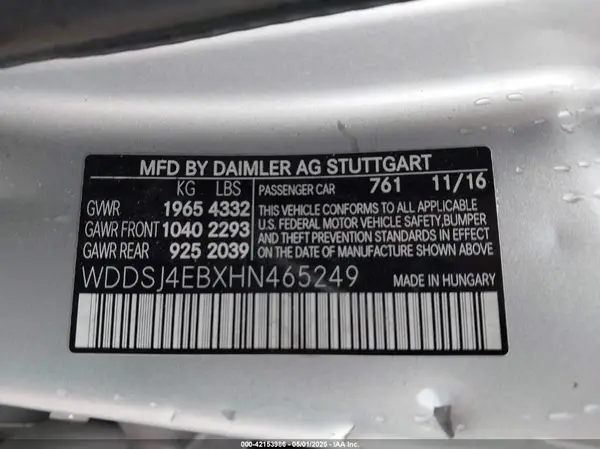 MFD BY DAIMLER AG STUTTGART
KG LBS PASSENGER CAR 761 11/16
GVWR 1965 4332 THIS VEHICLE CONFORMS TO ALL APPLICABLE
GAWR FRONT 1040 2293 U.S. FEDERAL MOTOR VEHICLE SAFETY,BUMPER
GAWR REAR 925 2039 AND THEFT PREVENTION STANDARDS IN EFFECT
ON THE DATE OF MANUFACTURE SHOWN ABOVE
WDDSJ4EBXHN465249
MADE IN HUNGARY
000-42153986 - 05/01/2025 - IAA Inc.